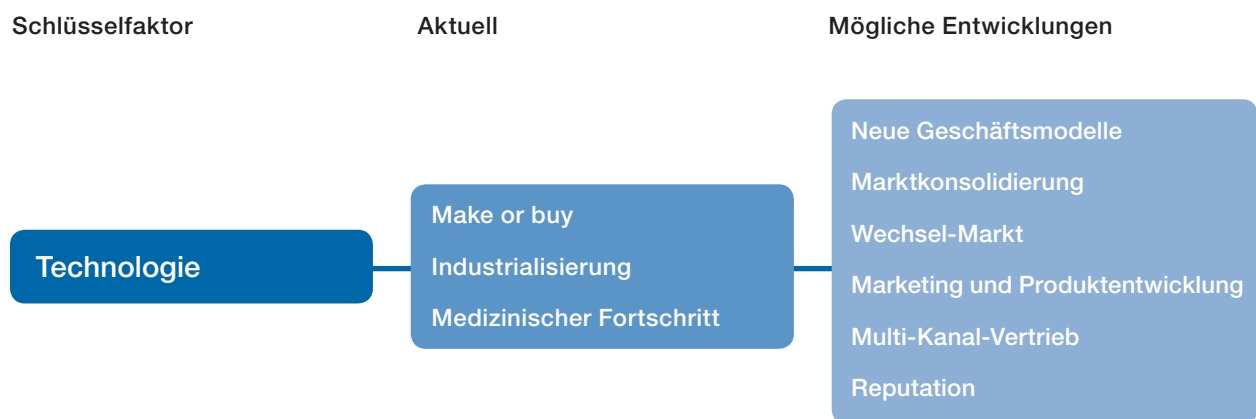 Schlüsselfaktor
Aktuell
Mögliche Entwicklungen
Technologie
Make or buy
Industrialisierung
Medizinischer Fortschritt
Neue Geschäftsmodelle
Marktkonsolidierung
Wechsel-Markt
Marketing und Produktentwicklung
Multi-Kanal-Vertrieb
Reputation